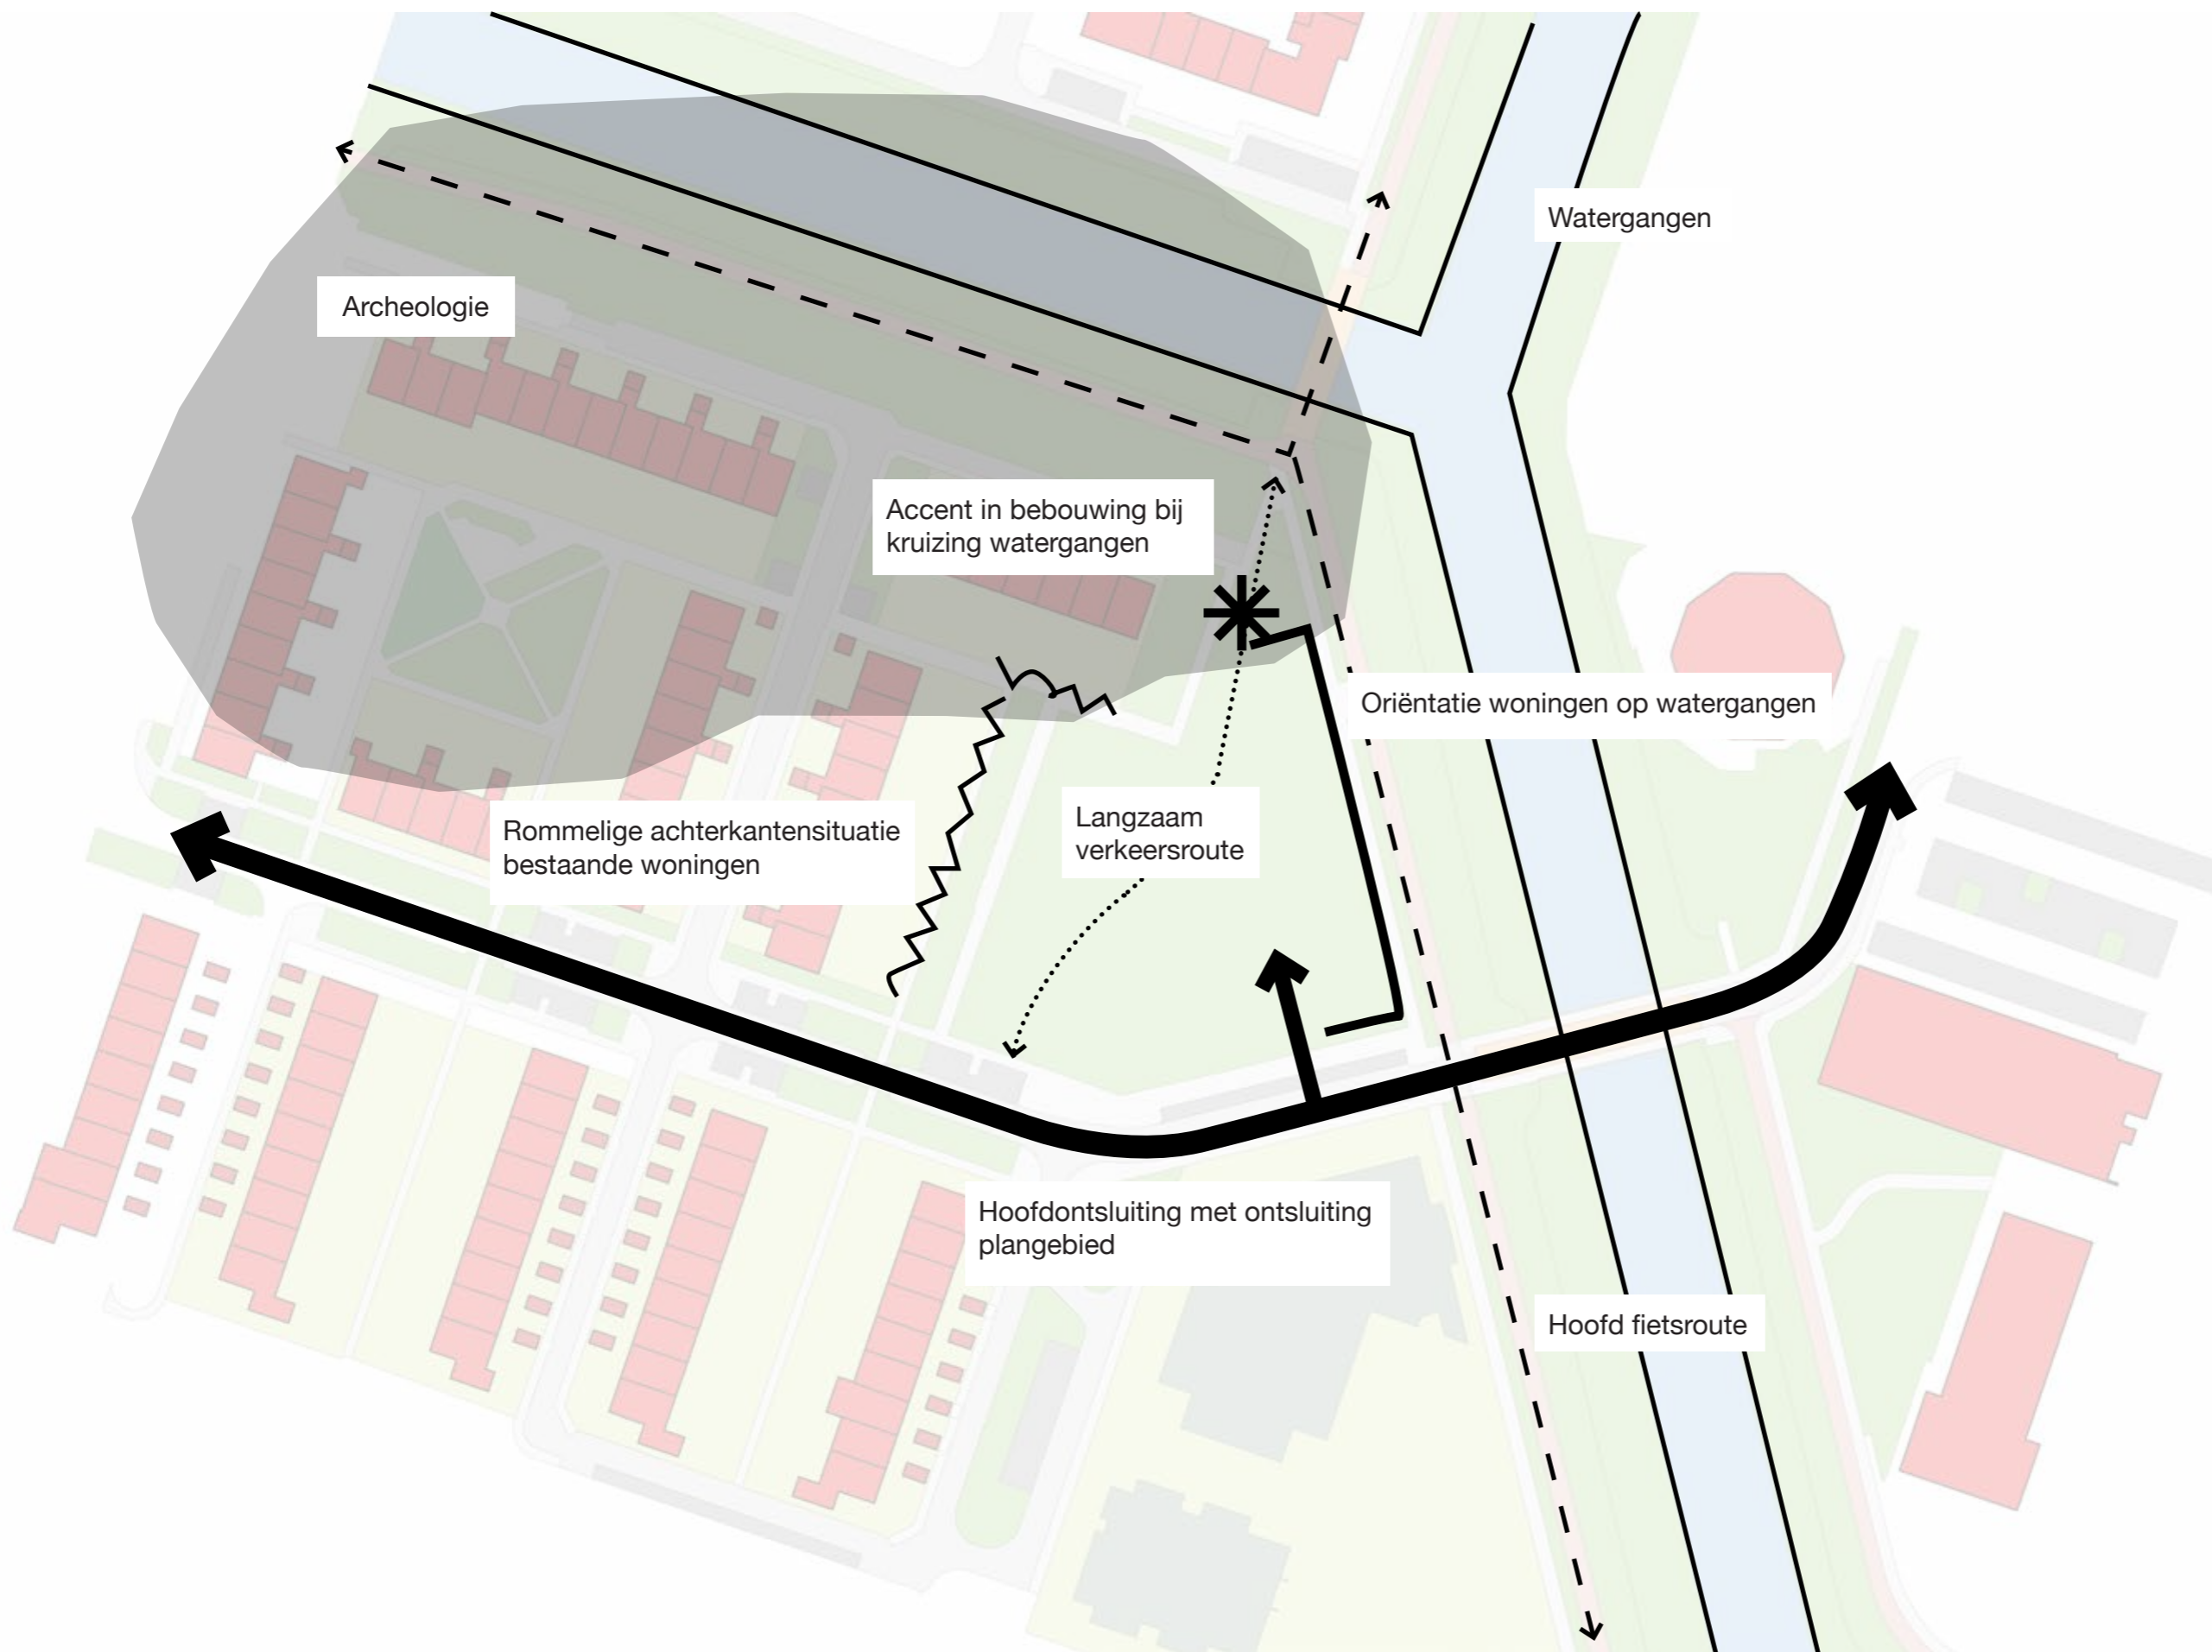 Watergangen
Archeologie
Accent in bebouwing bij
kruizing watergangen
Oriëntatie woningen op watergangen
Rommelige achterkantensituatie
bestaande woningen
Langzaam
verkeersroute
Hoofdontsluiting met ontsluiting
plangebied
Hoofd fietsroute